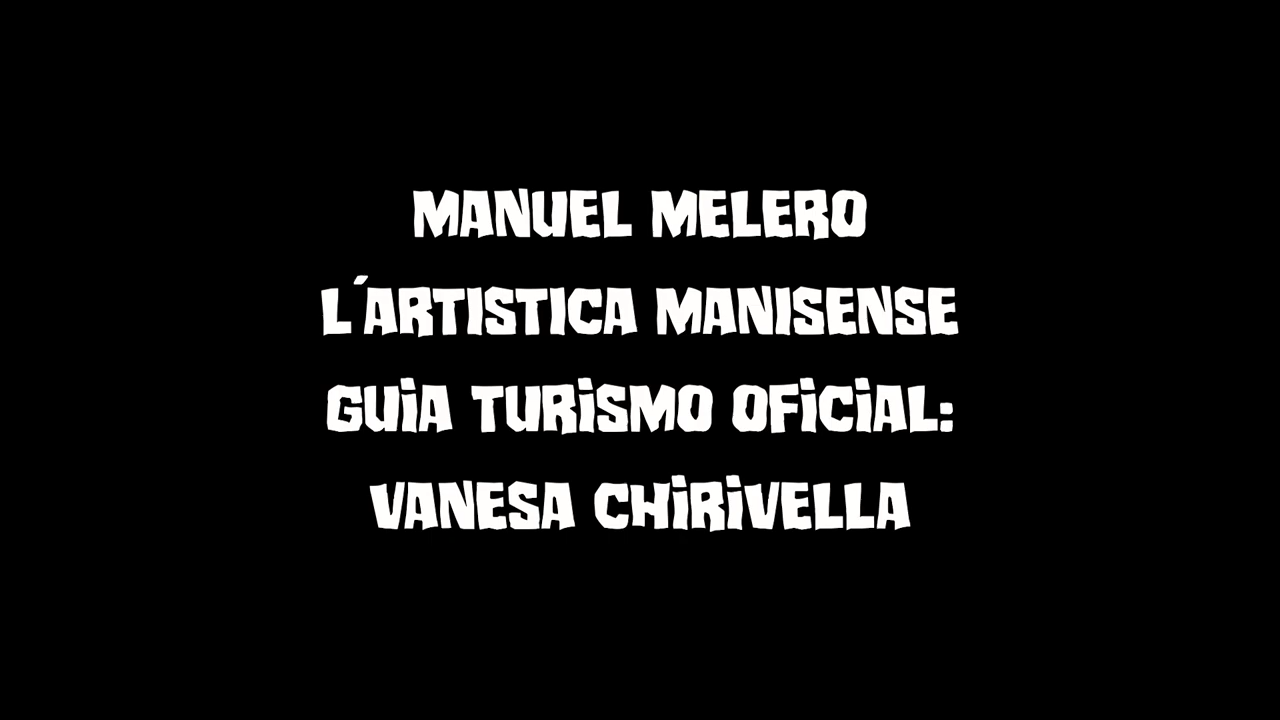 MANUEL MELERO
L´ARTISTICA MANISENSE
GUiA TURiSMO OFiCiAL:
VANESA CHiRiVELLA